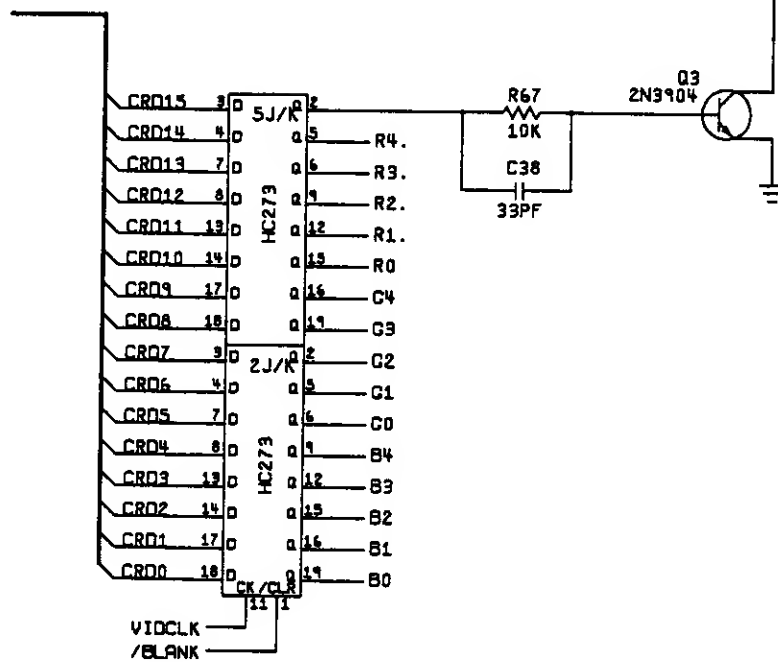 Q3
2N3904
R67
10K
C38
33PF
CRD15 3 D 5J/K Q 2
CRD14 4 D Q 5 R4.
CRD13 7 D Q 6 R3.
CRD12 8 D Q 9 R2.
CRD11 13 D Q 12 R1.
CRD10 14 D Q 15 R0
CRD9 17 D Q 16 G4
CRD8 18 D Q 19 G3
HC273
CRD7 3 D 2J/K Q 2 G2
CRD6 4 D Q 5 G1
CRD5 7 D Q 6 G0
CRD4 8 D Q 9 B4
CRD3 13 D Q 12 B3
CRD2 14 D Q 15 B2
CRD1 17 D Q 16 B1
CRD0 18 D Q 19 B0
HC273
CK /CLR
11 1
VIDCLK
/BLANK